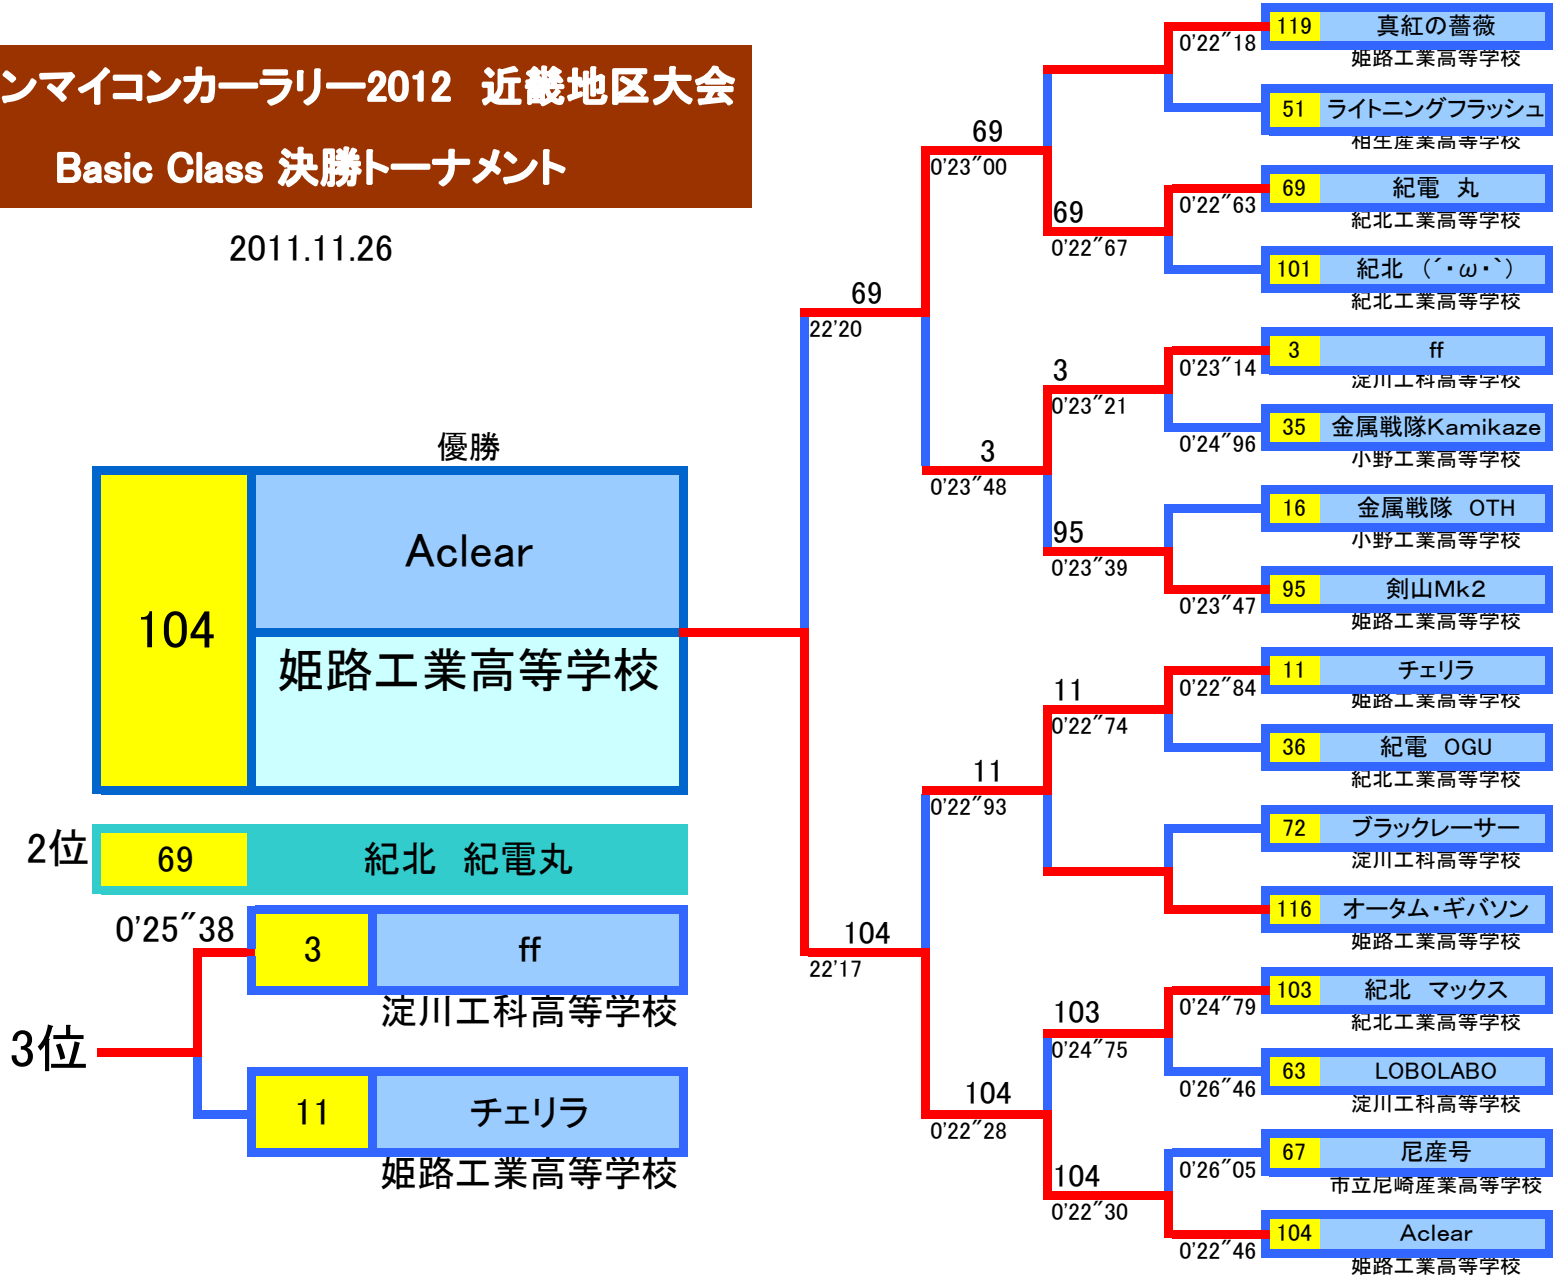 ンマイコンカーラリー2012 近畿地区大会
Basic Class 決勝トーナメント
2011.11.26
優勝
104
Aclear
姫路工業高等学校
2位
69
紀北 紀電丸
0'25"38
3位
3
ff
淀川工科高等学校
11
チェリラ
姫路工業高等学校
69
22'20
104
22'17
69
0'23"00
3
0'23"48
11
0'22"93
104
0'22"28
69
0'22"67
3
0'23"21
95
0'23"39
11
0'22"74
103
0'24"75
104
0'22"30
0'22"18
119
真紅の薔薇
姫路工業高等学校
51
ライトニングフラッシュ
相生産業高等学校
0'22"63
69
紀電 丸
紀北工業高等学校
101
紀北 (´・ω・`)
紀北工業高等学校
0'23"14
3
ff
淀川工科高等学校
0'24"96
35
金属戦隊Kamikaze
小野工業高等学校
16
金属戦隊 OTH
小野工業高等学校
0'23"47
95
剣山Mk2
姫路工業高等学校
0'22"84
11
チェリラ
姫路工業高等学校
36
紀電 OGU
紀北工業高等学校
72
ブラックレーサー
淀川工科高等学校
116
オータム・ギバソン
姫路工業高等学校
0'24"79
103
紀北 マックス
紀北工業高等学校
0'26"46
63
LOBOLABO
淀川工科高等学校
0'26"05
67
尼産号
市立尼崎産業高等学校
0'22"46
104
Aclear
姫路工業高等学校